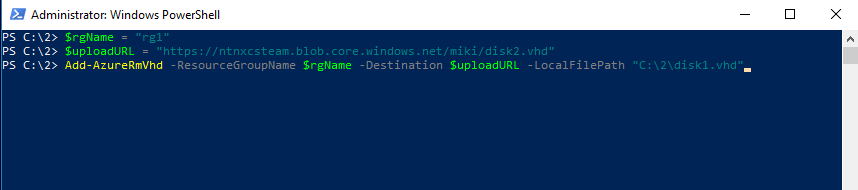 Administrator: Windows PowerShell
PS C:\2> $rgName = "rg1"
PS C:\2> $uploadURL = "https://ntnxcsteam.blob.core.windows.net/miki/disk2.vhd"
PS C:\2> Add-AzureRmVhd -ResourceGroupName $rgName -Destination $uploadURL -LocalFilePath "C:\2\disk1.vhd"